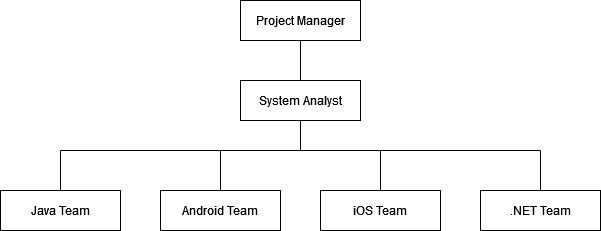 Project Manager
System Analyst
Java Team
Android Team
iOS Team
.NET Team